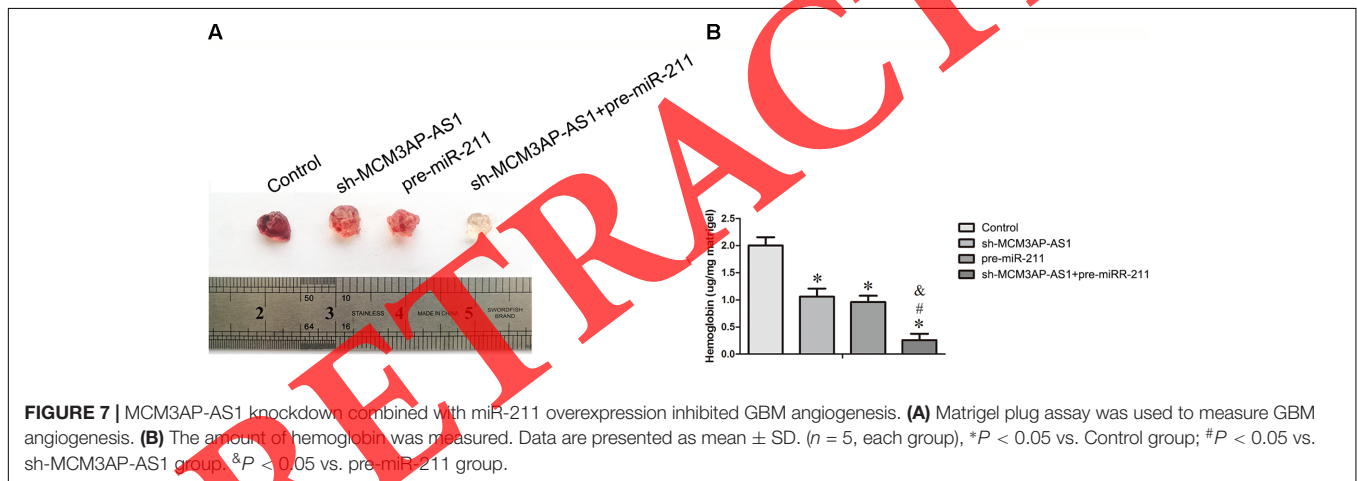 A
B
Control
sh-MCM3AP-AS1
pre-miR-211
sh-MCM3AP-AS1+pre-miR-211
50 10
2 3 STAINLESS 4 MADE IN CHINA 5 SWORDFISH
BRAND
64 16
Hemoglobin (ug/mg matrigel)
2.5
2.0
1.5
1.0
0.5
0.0
*
*
&
#
*
Control
sh-MCM3AP-AS1
pre-miR-211
sh-MCM3AP-AS1+pre-miRR-211
FIGURE 7 | MCM3AP-AS1 knockdown combined with miR-211 overexpression inhibited GBM angiogenesis. (A) Matrigel plug assay was used to measure GBM
angiogenesis. (B) The amount of hemoglobin was measured. Data are presented as mean ± SD. (n = 5, each group), *P < 0.05 vs. Control group; #P < 0.05 vs.
sh-MCM3AP-AS1 group. &P < 0.05 vs. pre-miR-211 group.
RETRACT